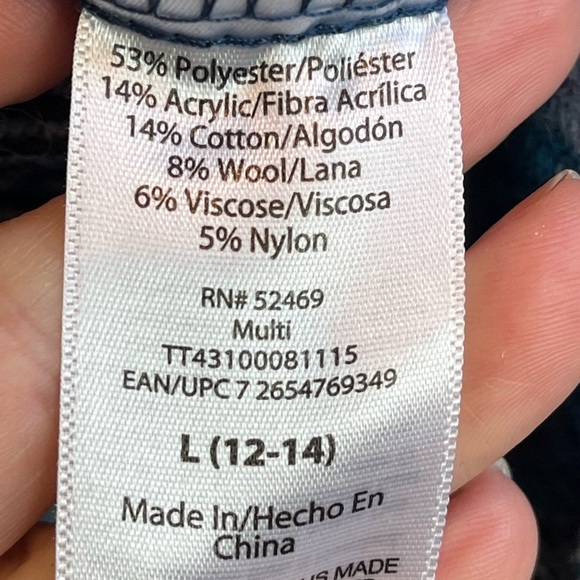 53% Polyester/Poliéster
14% Acrylic/Fibra Acrílica
14% Cotton/Algodón
8% Wool/Lana
6% Viscose/Viscosa
5% Nylon
RN# 52469
Multi
TT43100081115
EAN/UPC 7 2654769349
L (12-14)
Made In/Hecho En
China
MADE